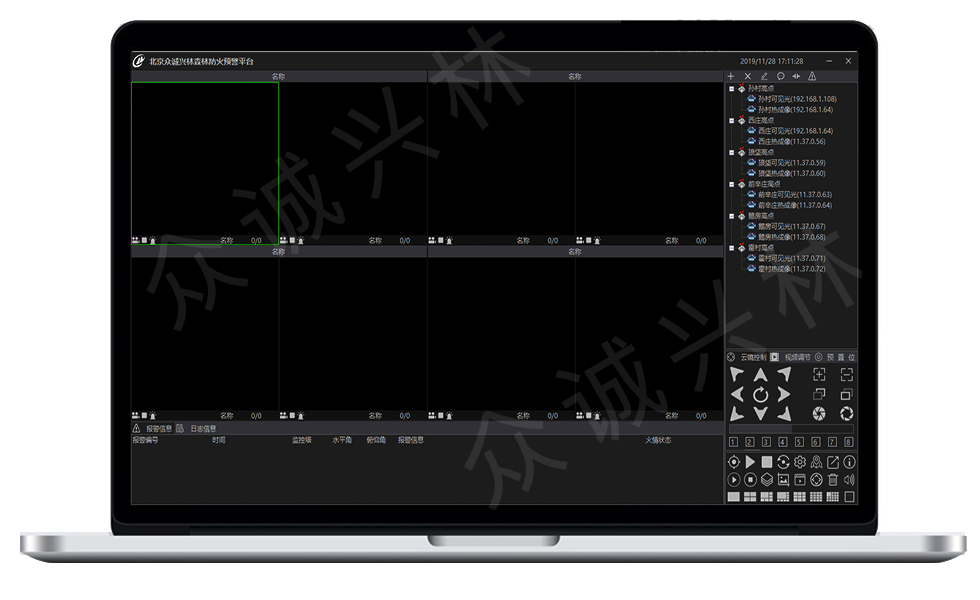 北京众诚兴林森林防火预警平台
2019/11/28 17:11:28
名称
名称
孙村高点
孙村可见光(192.168.1.108)
孙村热成像(192.168.1.64)
西庄高点
西庄可见光(192.168.1.64)
西庄热成像(11.37.0.56)
狼垡高点
狼垡可见光(11.37.0.59)
狼垡热成像(11.37.0.60)
前辛庄高点
前辛庄可见光(11.37.0.63)
前辛庄热成像(11.37.0.64)
高点
房可见光(11.37.0.67)
房热成像(11.37.0.68)
霍村高点
霍村可见光(11.37.0.71)
霍村热成像(11.37.0.72)
名称 0/0
名称 0/0
名称 0/0
名称 0/0
名称
名称
名称 0/0
名称 0/0
名称 0/0
名称 0/0
云镜控制 视频调节 预置位
1 2 3 4 5 6 7 8
报警信息 日志信息
报警编号 时间 监控塔 水平角 俯仰角 报警信息 火情状态
众诚兴林
众诚兴林